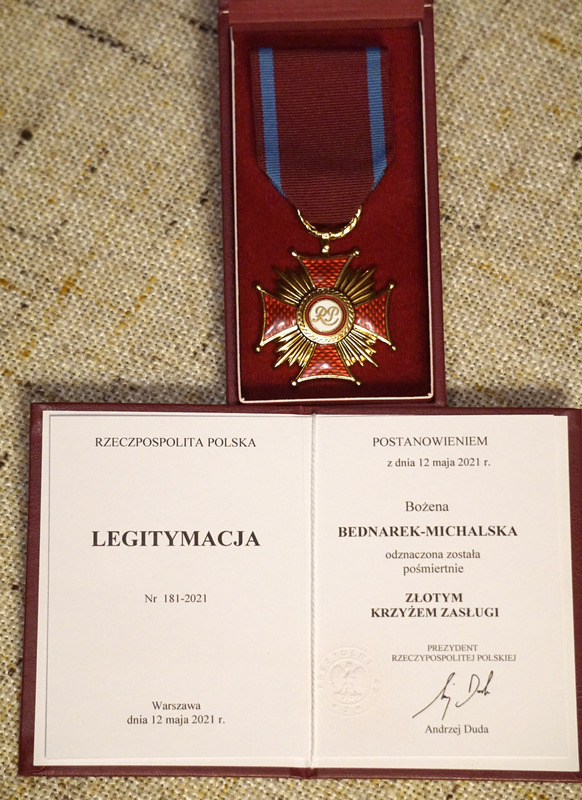 RP
RZECZPOSPOLITA POLSKA
LEGITYMACJA
Nr 181-2021
Warszawa
dnia 12 maja 2021 r.
POSTANOWIENIEM
z dnia 12 maja 2021 r.
Bożena
BEDNAREK-MICHALSKA
odznaczona została
pośmiertnie
ZŁOTYM
KRZYŻEM ZASŁUGI
PREZYDENT
RZECZYPOSPOLITEJ POLSKIEJ
Andrzej Duda